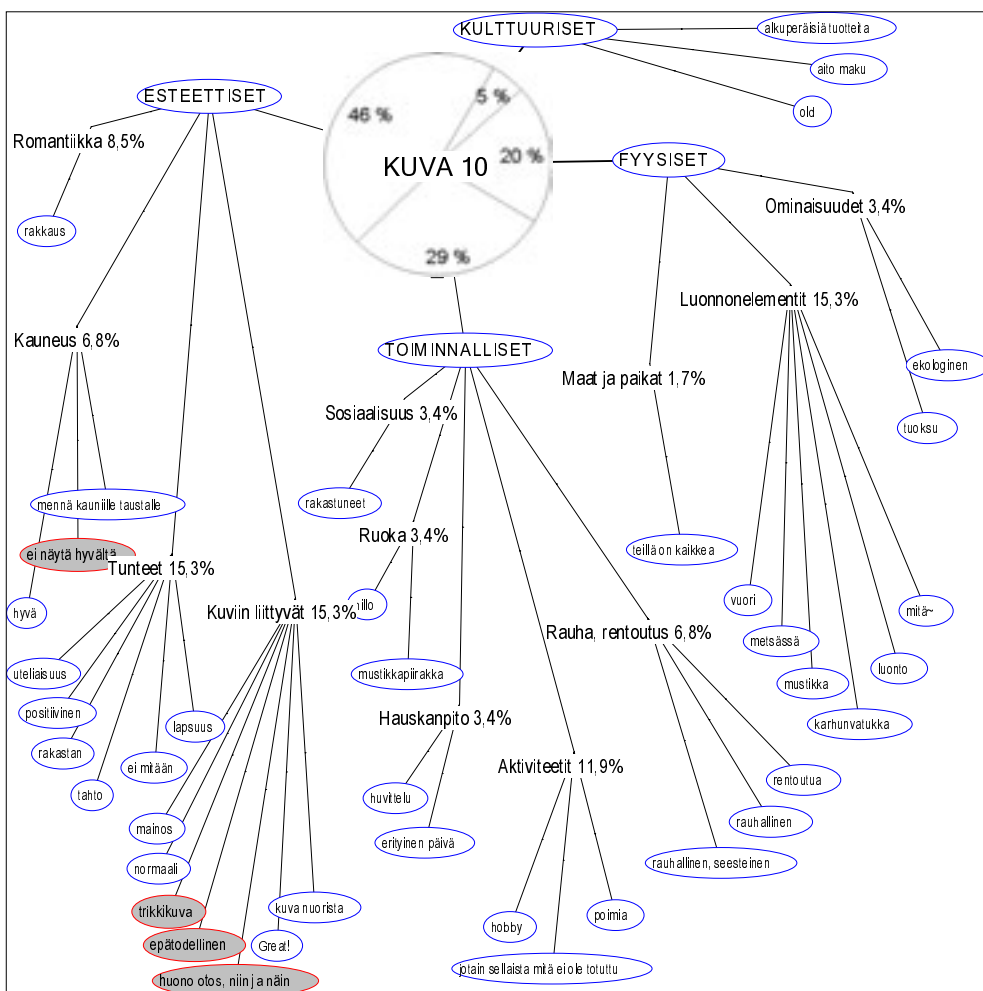 KULTTUURISET
alkuperäisiä tuotteita
aito maku
old
ESTEETTISET
46 %
5 %
20 %
29 %
KUVA 10
FYYSISET
Romantiikka 8,5%
rakkaus
Ominaisuudet 3,4%
Luonnonelementit 15,3%
Kauneus 6,8%
TOIMINNALLISET
Maat ja paikat 1,7%
ekologinen
tuoksu
Sosiaalisuus 3,4%
rakastuneet
mennä kauniille taustalle
ei näytä hyvältä
hyvä
Ruoka 3,4%
teillä on kaikkea
Tunteet 15,3%
Kuviin liittyvät 15,3%
Rauha, rentoutus 6,8%
vuori
metsässä
mustikka
karhunvatukka
luonto
mitä~
uteliaisuus
positiivinen
rakastan
tahto
ei mitään
lapsuus
mustikkapiirakka
Hauskanpito 3,4%
huvittelu
erityinen päivä
Aktiviteetit 11,9%
rentoutua
rauhallinen
rauhallinen, seesteinen
mainos
normaali
trikkikuva
epätodellinen
huono otos, niin ja näin
Great!
kuva nuorista
hobby
jotain sellaista mitä ei ole totuttu
poimia